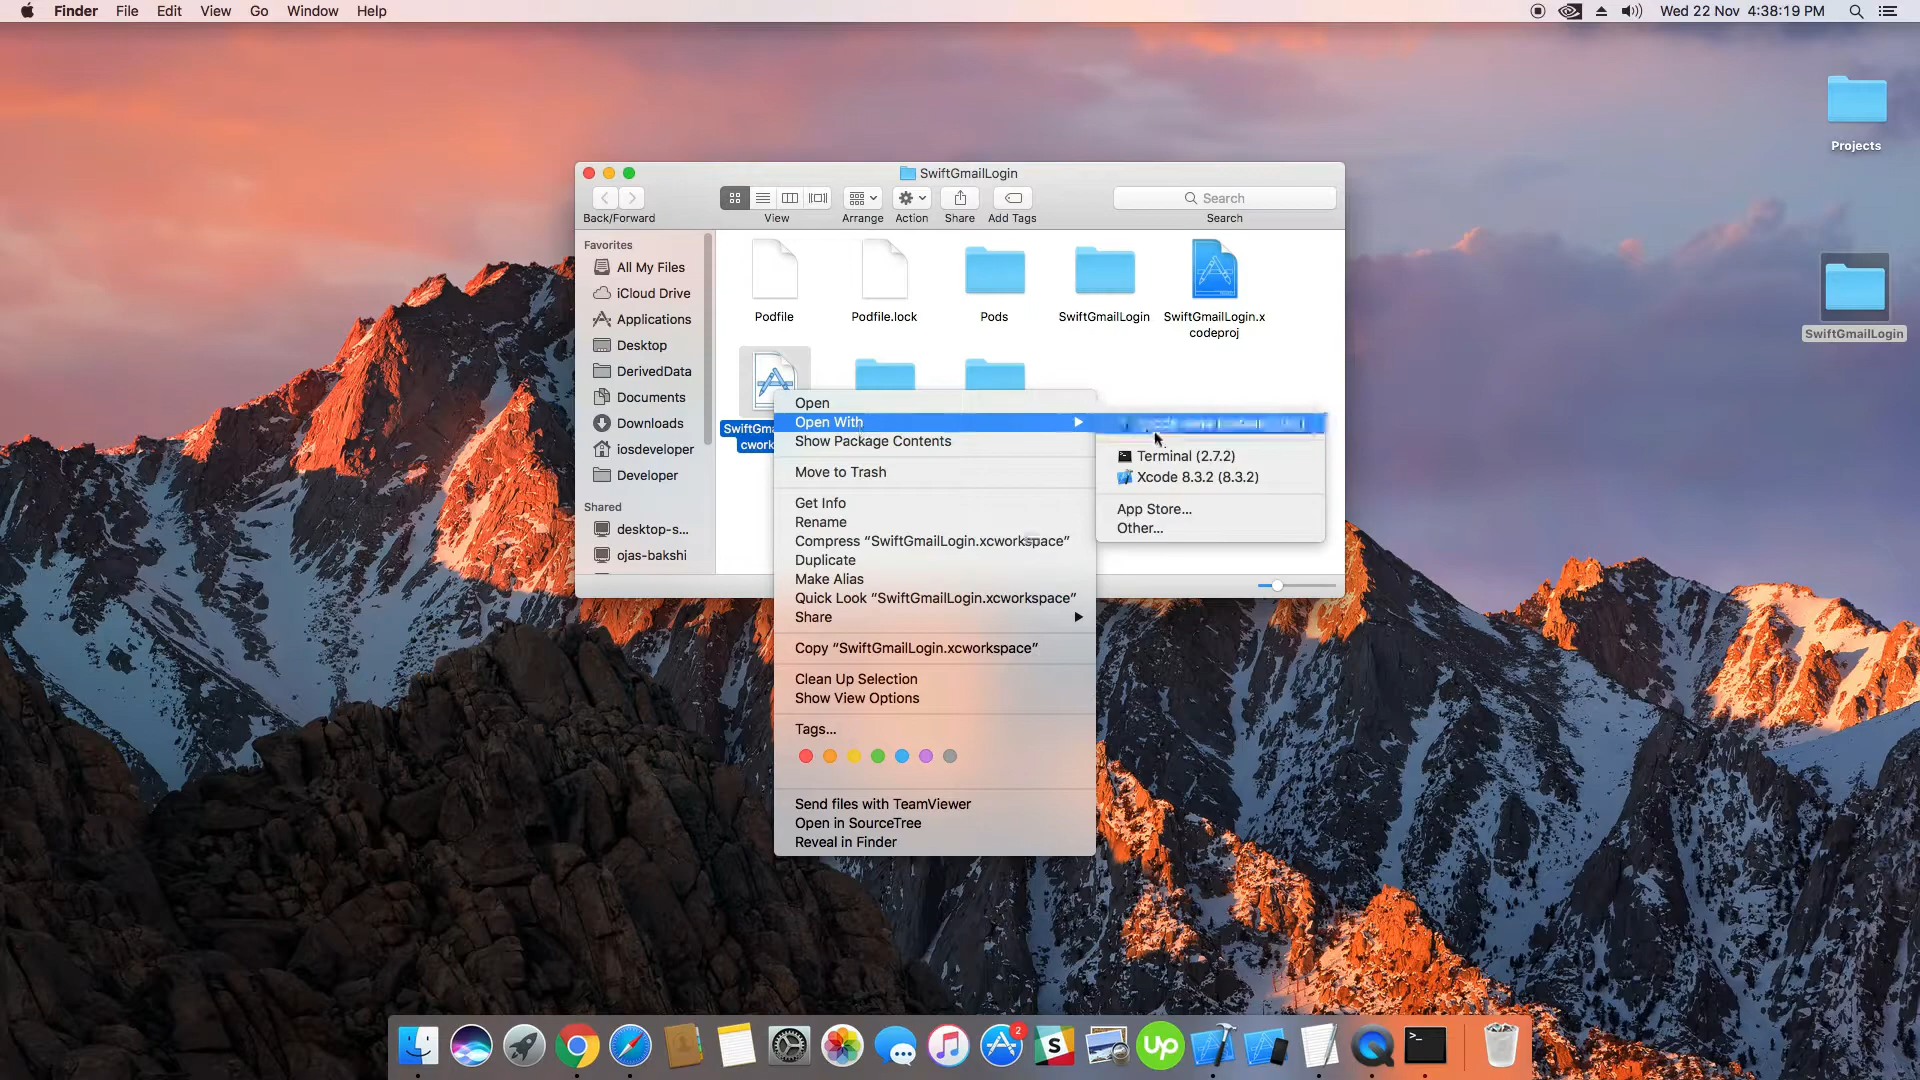 Finder File Edit View Go Window Help
Wed 22 Nov 4:38:19 PM
Projects
SwiftGmailLogin
SwiftGmailLogin
Back/Forward
View
Arrange
Action
Share
Add Tags
Search
Search
Favorites
All My Files
iCloud Drive
Applications
Desktop
DerivedData
Documents
Downloads
iosdeveloper
Developer
Shared
desktop-s...
ojas-bakshi
Podfile
Podfile.lock
Pods
SwiftGmailLogin
SwiftGmailLogin.x
codeproj
SwiftGma
cwork
Open
Open With
Show Package Contents
Move to Trash
Get Info
Rename
Compress “SwiftGmailLogin.xcworkspace”
Duplicate
Make Alias
Quick Look “SwiftGmailLogin.xcworkspace”
Share
Copy “SwiftGmailLogin.xcworkspace”
Clean Up Selection
Show View Options
Tags...
Send files with TeamViewer
Open in SourceTree
Reveal in Finder
Terminal (2.7.2)
Xcode 8.3.2 (8.3.2)
App Store...
Other...
2
S
Up
>_